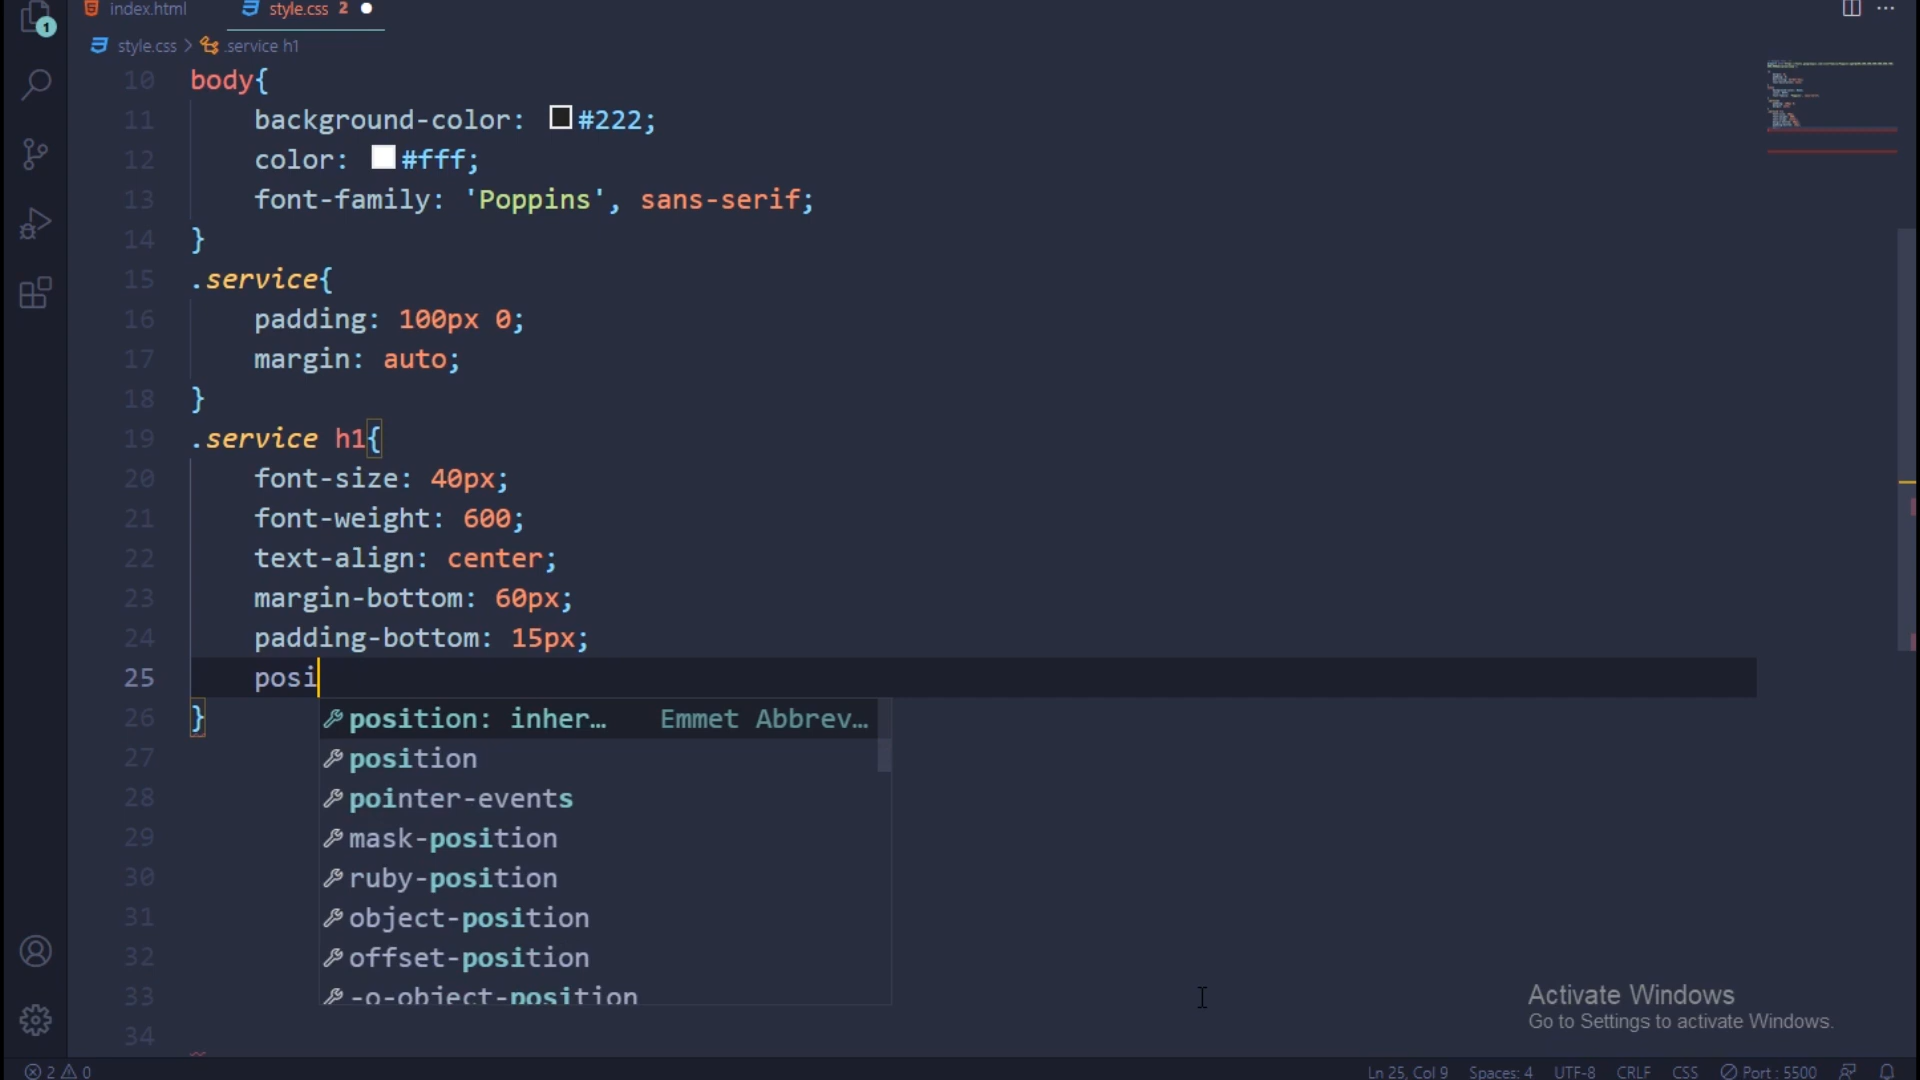 index.html
style.css 2
style.css > .service h1
1
10 body{
11 background-color: #222;
12 color: #fff;
13 font-family: 'Poppins', sans-serif;
14 }
15 .service{
16 padding: 100px 0;
17 margin: auto;
18 }
19 .service h1{
20 font-size: 40px;
21 font-weight: 600;
22 text-align: center;
23 margin-bottom: 60px;
24 padding-bottom: 15px;
25 posi
26 }
position: inher… Emmet Abbrev…
27
position
28
pointer-events
29
mask-position
30
ruby-position
31
object-position
32
offset-position
33
-o-object-position
34
Activate Windows
Go to Settings to activate Windows.
2 0
Ln 25, Col 9 Spaces: 4 UTF-8 CRLF CSS Port : 5500